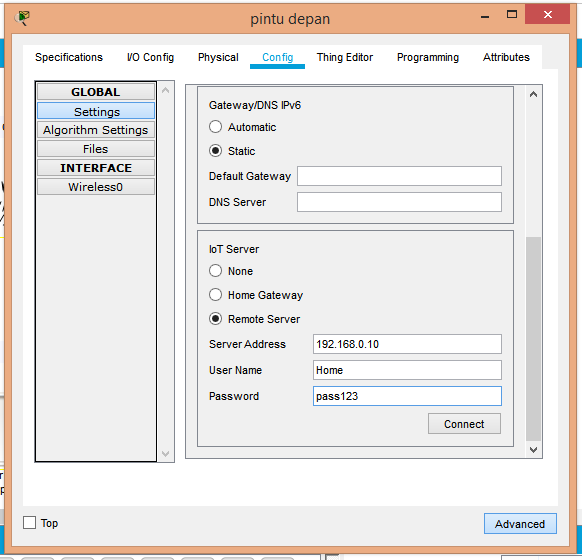 pintu depan
Specifications I/O Config Physical Config Thing Editor Programming Attributes
GLOBAL
Settings
Algorithm Settings
Files
INTERFACE
Wireless0
Gateway/DNS IPv6
Automatic
Static
Default Gateway
DNS Server
IoT Server
None
Home Gateway
Remote Server
Server Address 192.168.0.10
User Name Home
Password pass123
Connect
Top
Advanced